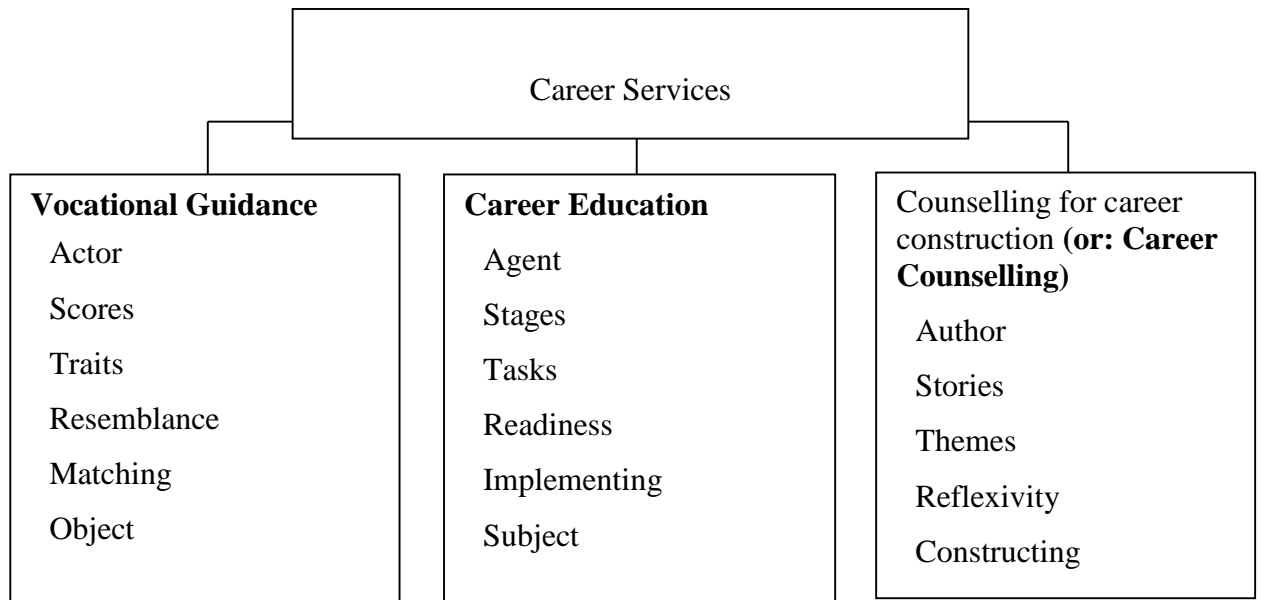 Career Services
Vocational Guidance
Actor
Scores
Traits
Resemblance
Matching
Object
Career Education
Agent
Stages
Tasks
Readiness
Implementing
Subject
Counselling for career
construction (or: Career
Counselling)
Author
Stories
Themes
Reflexivity
Constructing